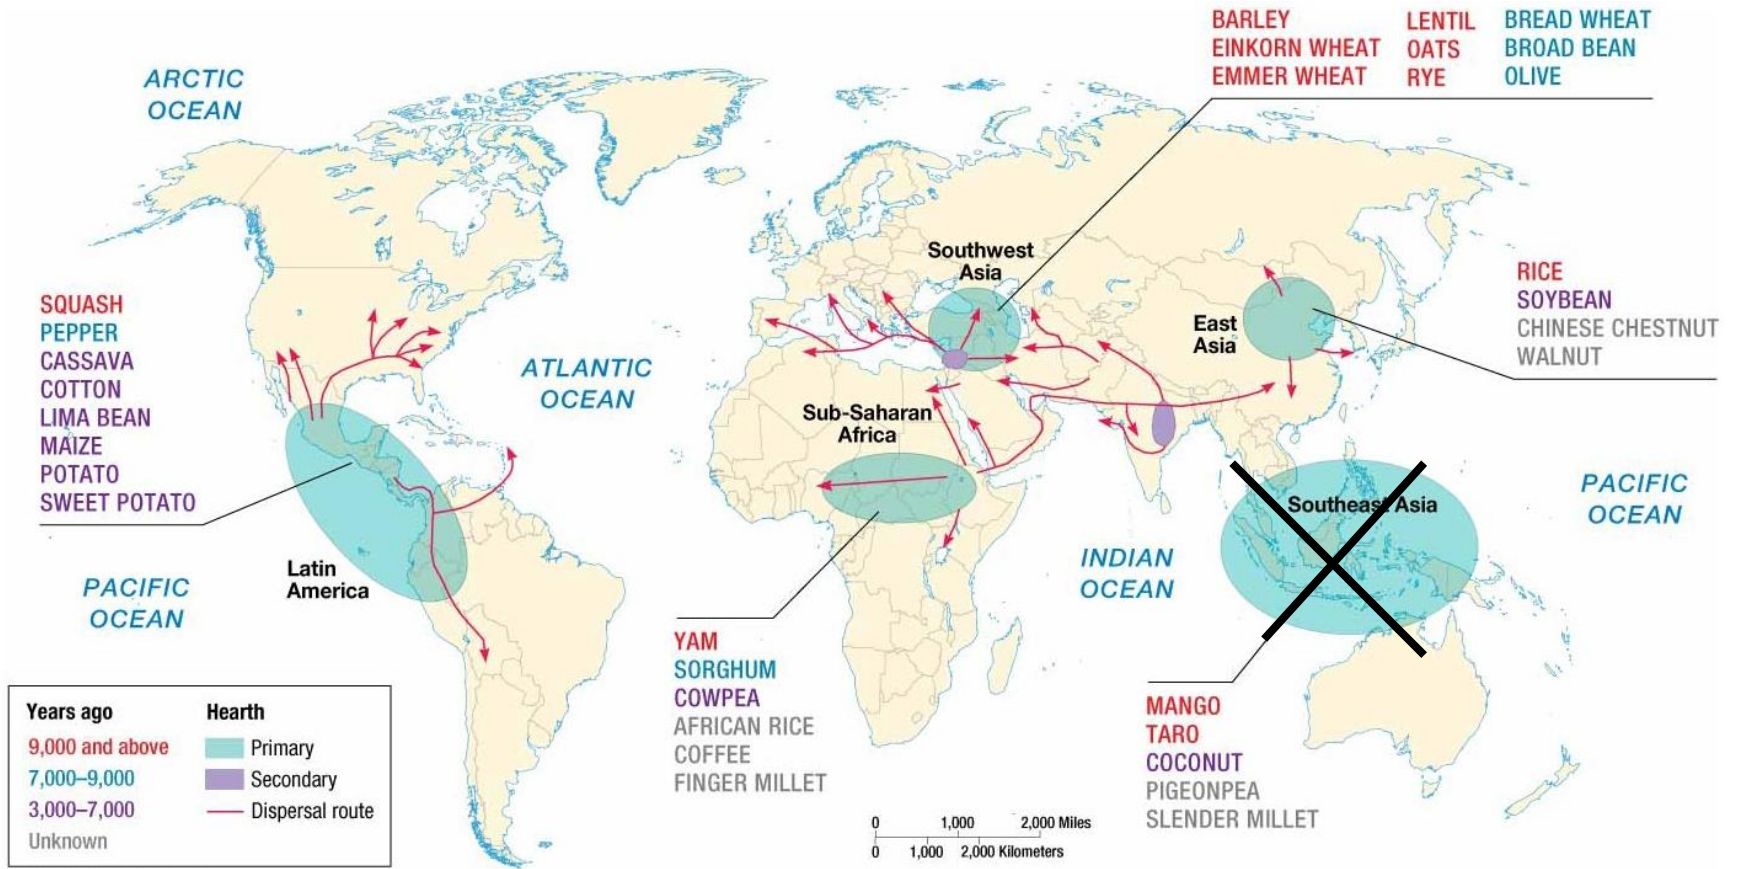 BARLEY
EINKORN WHEAT
EMMER WHEAT
LENTIL
OATS
RYE
BREAD WHEAT
BROAD BEAN
OLIVE
ARCTIC
OCEAN
Southwest
Asia
SQUASH
PEPPER
CASSAVA
COTTON
LIMA BEAN
MAIZE
POTATO
SWEET POTATO
ATLANTIC
OCEAN
East
Asia
RICE
SOYBEAN
CHINESE CHESTNUT
WALNUT
Sub-Saharan
Africa
Southeast Asia
PACIFIC
OCEAN
Latin
America
PACIFIC
OCEAN
INDIAN
OCEAN
YAM
SORGHUM
COWPEA
AFRICAN RICE
COFFEE
FINGER MILLET
MANGO
TARO
COCONUT
PIGEONPEA
SLENDER MILLET
Years ago
9,000 and above
7,000–9,000
3,000–7,000
Unknown
Hearth
Primary
Secondary
Dispersal route
0 1,000 2,000 Miles
0 1,000 2,000 Kilometers